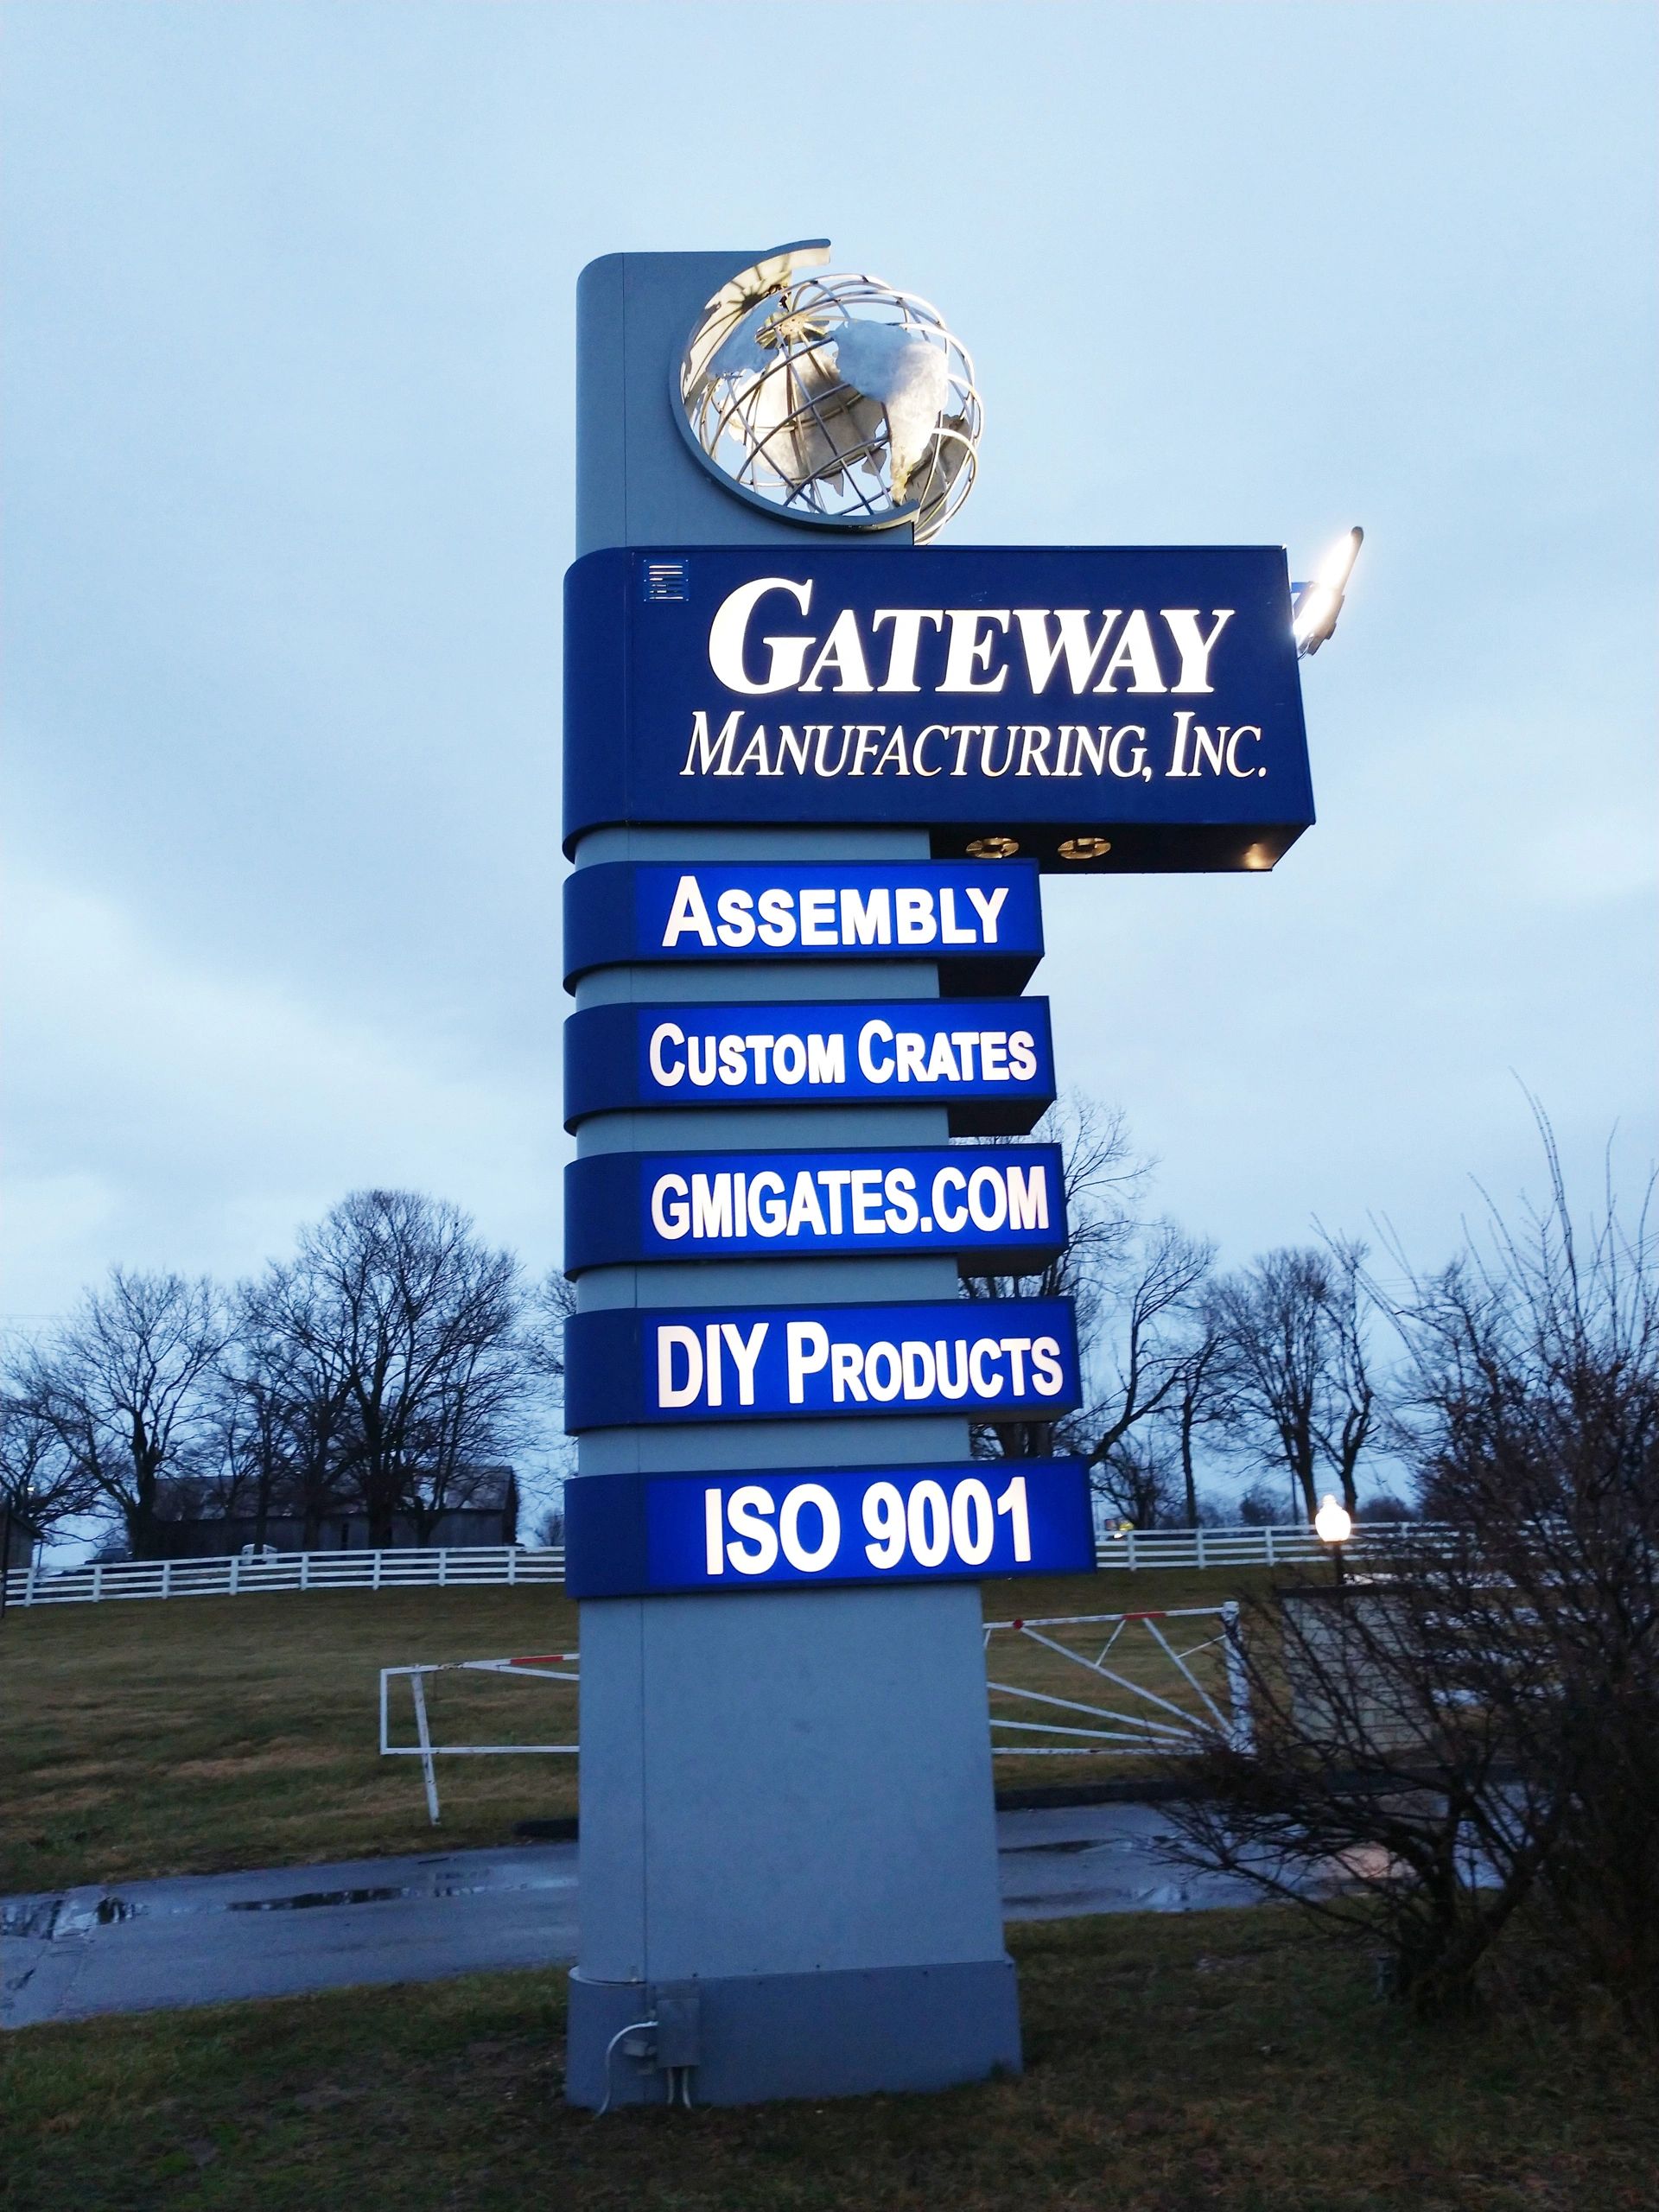 GATEWAY
MANUFACTURING, INC.
ASSEMBLY
CUSTOM CRATES
GMIGATES.COM
DIY PRODUCTS
ISO 9001